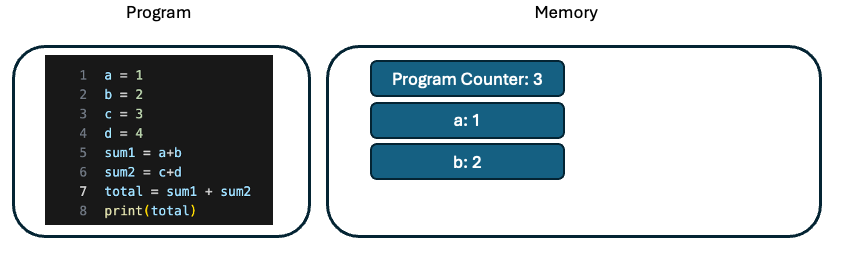 Program
Memory
1 a = 1
2 b = 2
3 c = 3
4 d = 4
5 sum1 = a+b
6 sum2 = c+d
7 total = sum1 + sum2
8 print(total)
Program Counter: 3
a: 1
b: 2